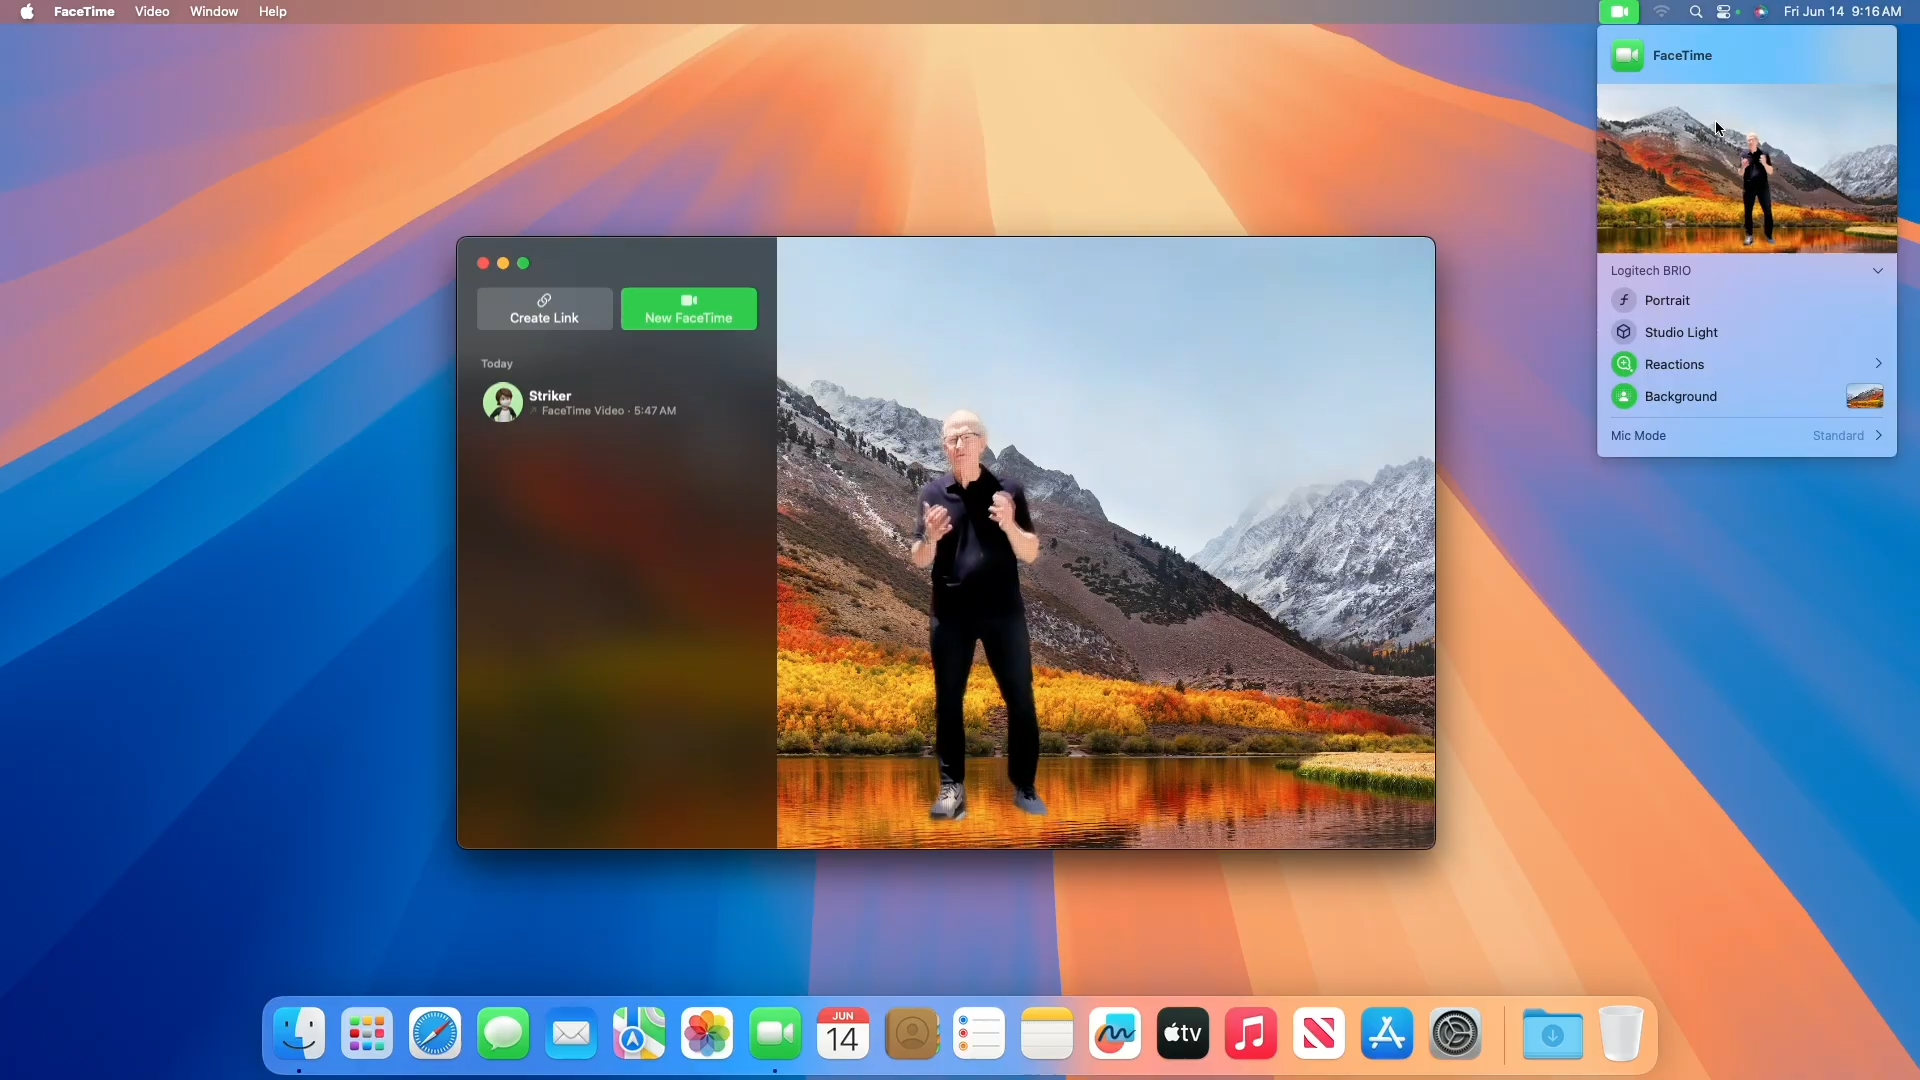 FaceTime Video Window Help
Fri Jun 14 9:16 AM
FaceTime
Logitech BRIO
Portrait
Studio Light
Reactions
Background
Mic Mode Standard
Create Link
New FaceTime
Today
Striker
FaceTime Video · 5:47 AM
JUN
14
tv